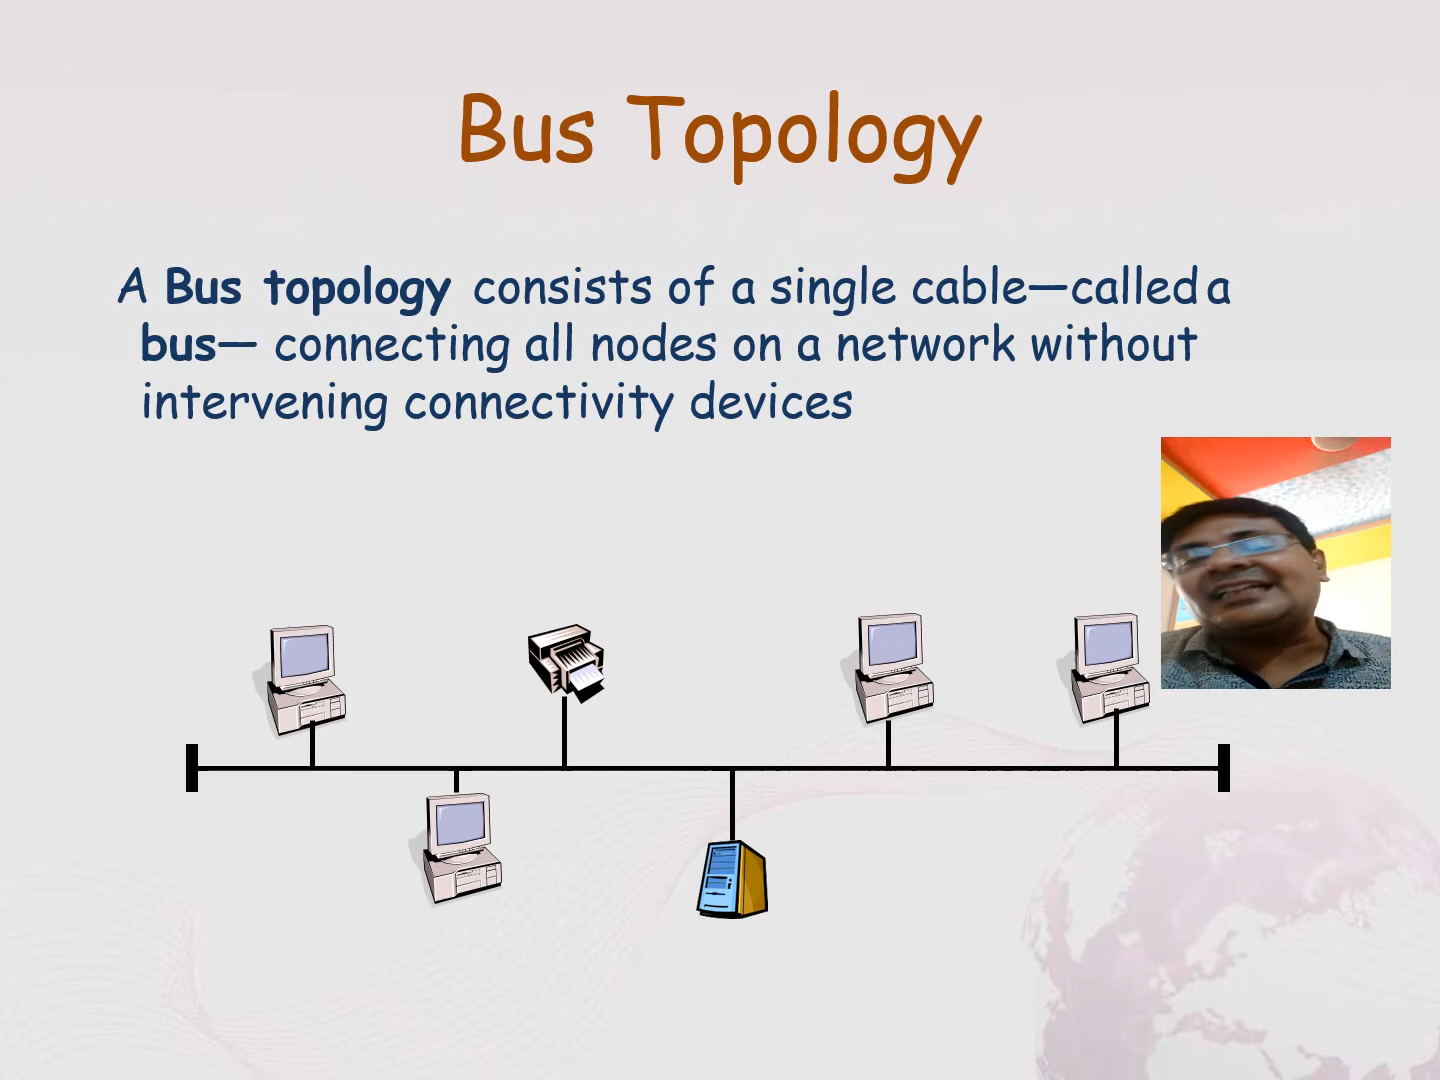 Bus Topology
A Bus topology consists of a single cable—called a
bus— connecting all nodes on a network without
intervening connectivity devices